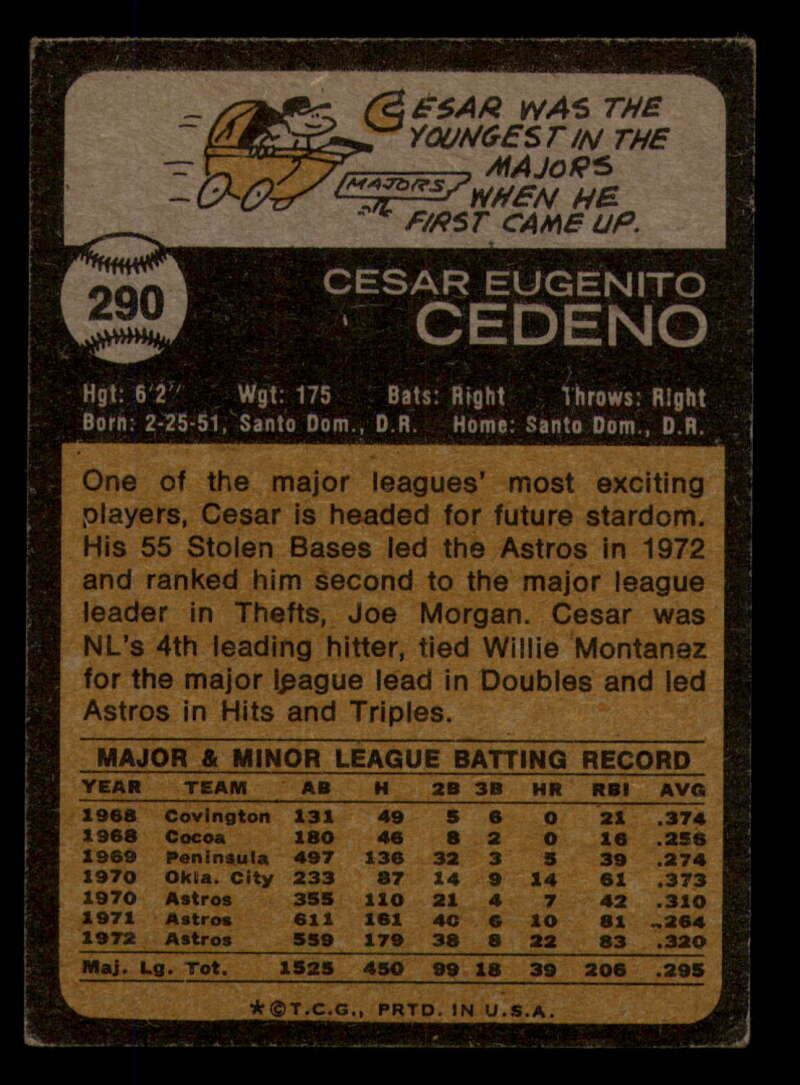 CESAR WAS THE
YOUNGEST IN THE
MAJORS
WHEN HE
FIRST CAME UP.
MAJORS
290
CESAR EUGENITO
CEDENO
Hgt: 6'2" Wgt: 175 Bats: Right Throws: Right
Born: 2-25-51, Santo Dom., D.R. Home: Santo Dom., D.R.
One of the major leagues' most exciting
players, Cesar is headed for future stardom.
His 55 Stolen Bases led the Astros in 1972
and ranked him second to the major league
leader in Thefts, Joe Morgan. Cesar was
NL's 4th leading hitter, tied Willie Montanez
for the major league lead in Doubles and led
Astros in Hits and Triples.
MAJOR & MINOR LEAGUE BATTING RECORD
YEAR TEAM AB H 2B 3B HR RBI AVG
1968 Covington 131 49 5 6 0 21 .374
1968 Cocoa 180 46 8 2 0 16 .256
1969 Peninsula 497 136 32 3 5 39 .274
1970 Okla. City 233 87 14 9 14 61 .373
1970 Astros 355 110 21 4 7 42 .310
1971 Astros 611 161 40 6 10 81 .264
1972 Astros 559 179 38 8 22 83 .320
Maj. Lg. Tot. 1525 450 99 18 39 206 .295
*©T.C.G., PRTD. IN U.S.A.